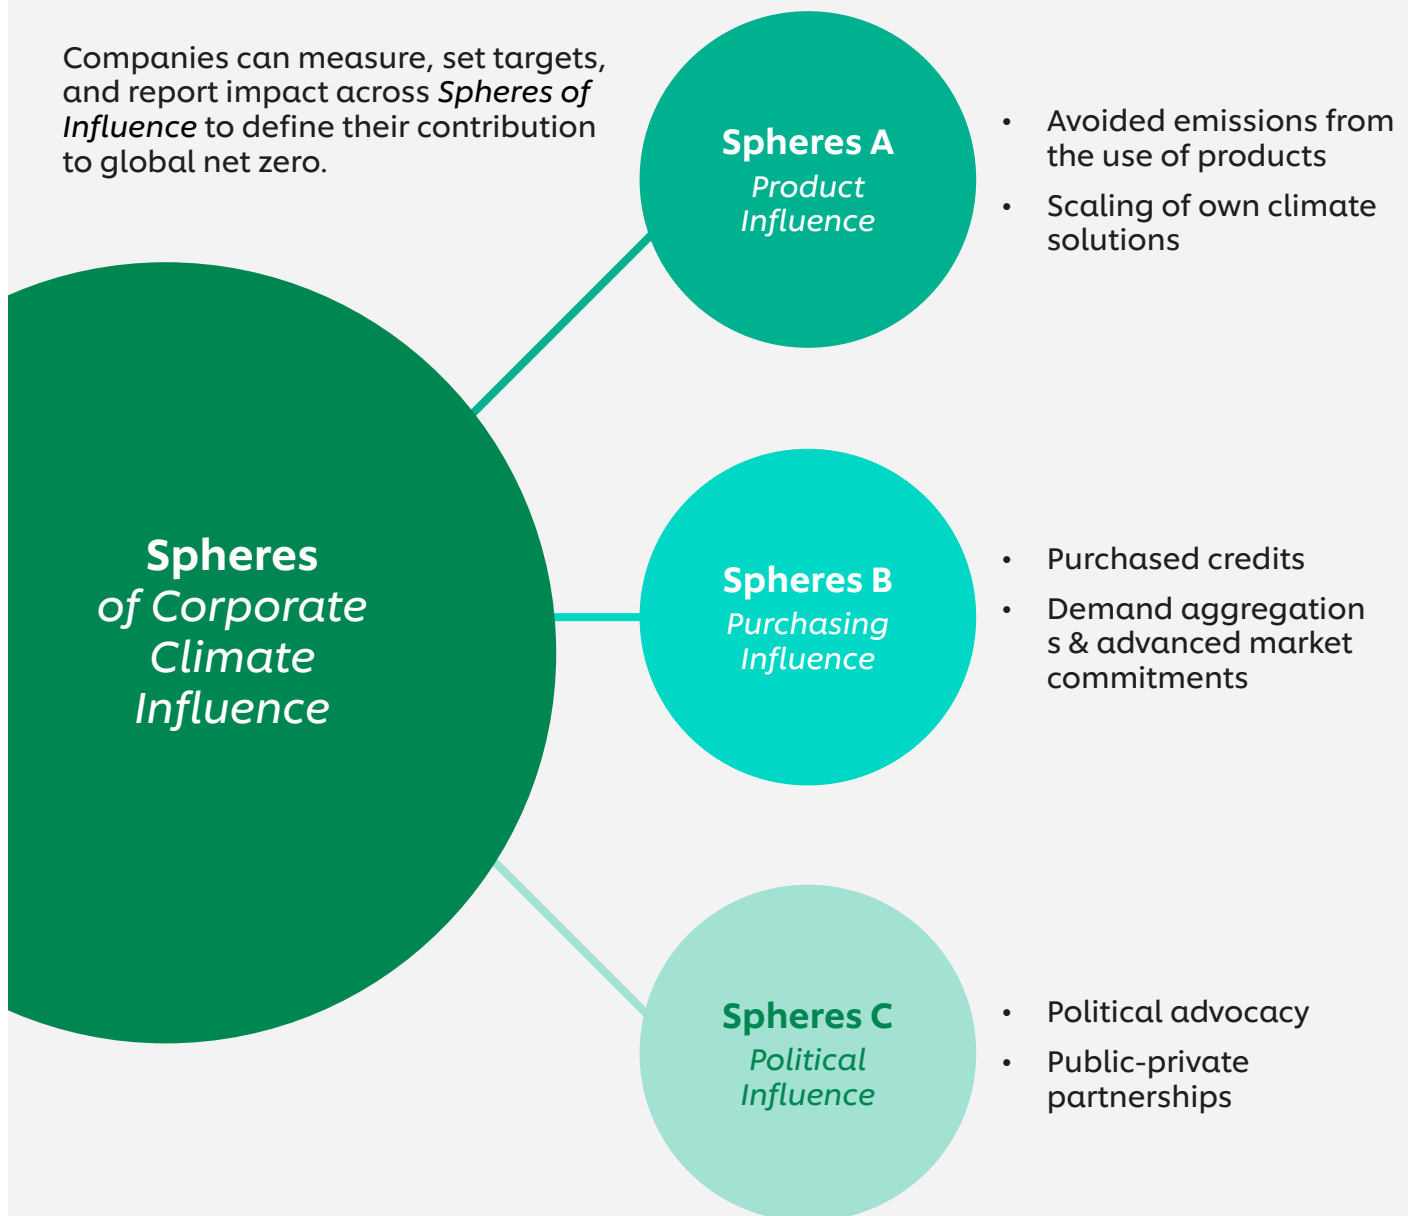 Companies can measure, set targets,
and report impact across Spheres of
Influence to define their contribution
to global net zero.
Spheres
of Corporate
Climate
Influence
Spheres A
Product
Influence
• Avoided emissions from
the use of products
• Scaling of own climate
solutions
Spheres B
Purchasing
Influence
• Purchased credits
• Demand aggregation
s & advanced market
commitments
Spheres C
Political
Influence
• Political advocacy
• Public-private
partnerships